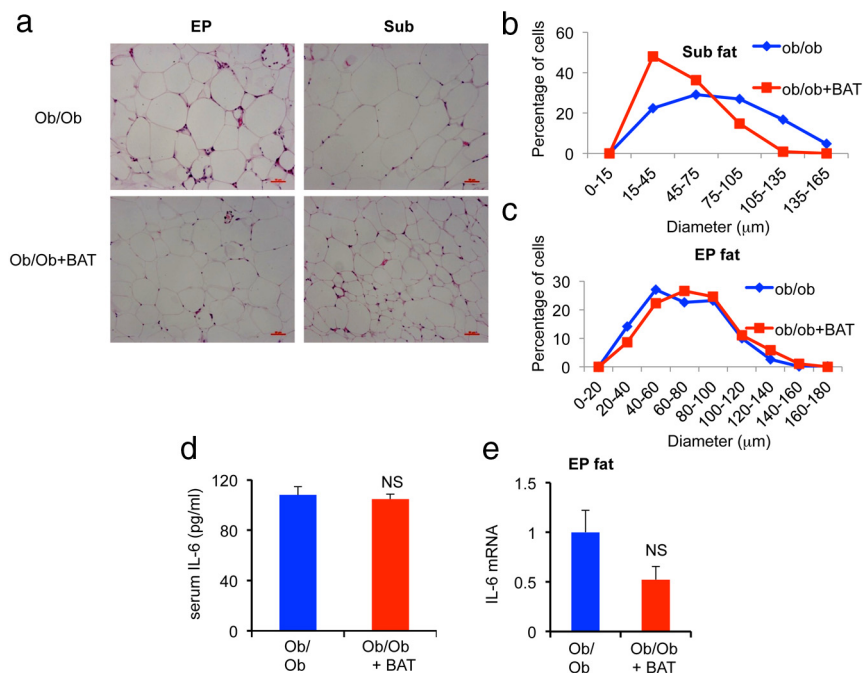 a
EP
Sub
Ob/Ob
Ob/Ob+BAT
b
Percentage of cells
60
40
20
0
Sub fat
ob/ob
ob/ob+BAT
0-15
15-45
45-75
75-105
105-135
135-165
Diameter (μm)
c
EP fat
Percentage of cells
30
20
10
0
ob/ob
ob/ob+BAT
0-20
20-40
40-60
60-80
80-100
100-120
120-140
140-160
160-180
Diameter (μm)
d
serum IL-6 (pg/ml)
120
80
40
0
NS
Ob/
Ob
Ob/Ob
+ BAT
e
EP fat
IL-6 mRNA
1.5
1
0.5
0
NS
Ob/
Ob
Ob/Ob
+ BAT